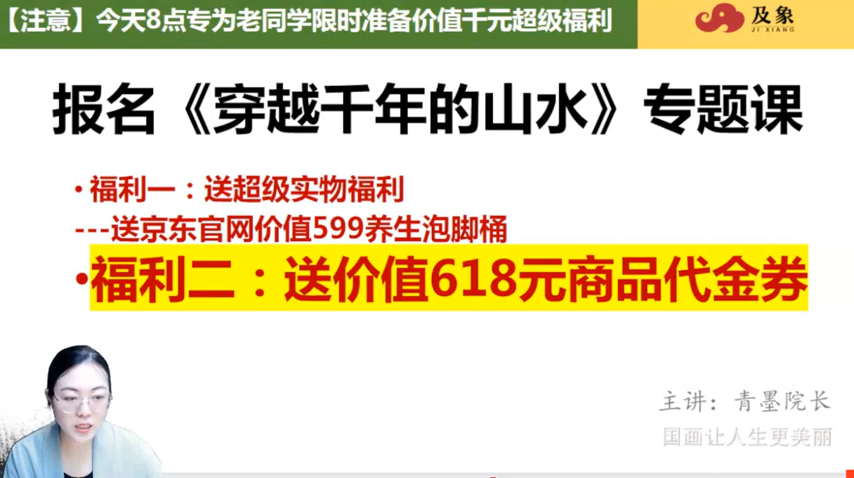 【注意】今天8点专为老同学限时准备价值千元超级福利
及象
JI XIANG
报名《穿越千年的山水》专题课
•福利一：送超级实物福利
---送京东官网价值599养生泡脚桶
•福利二：送价值618元商品代金券
主讲：青墨院长
国画让人生更美丽